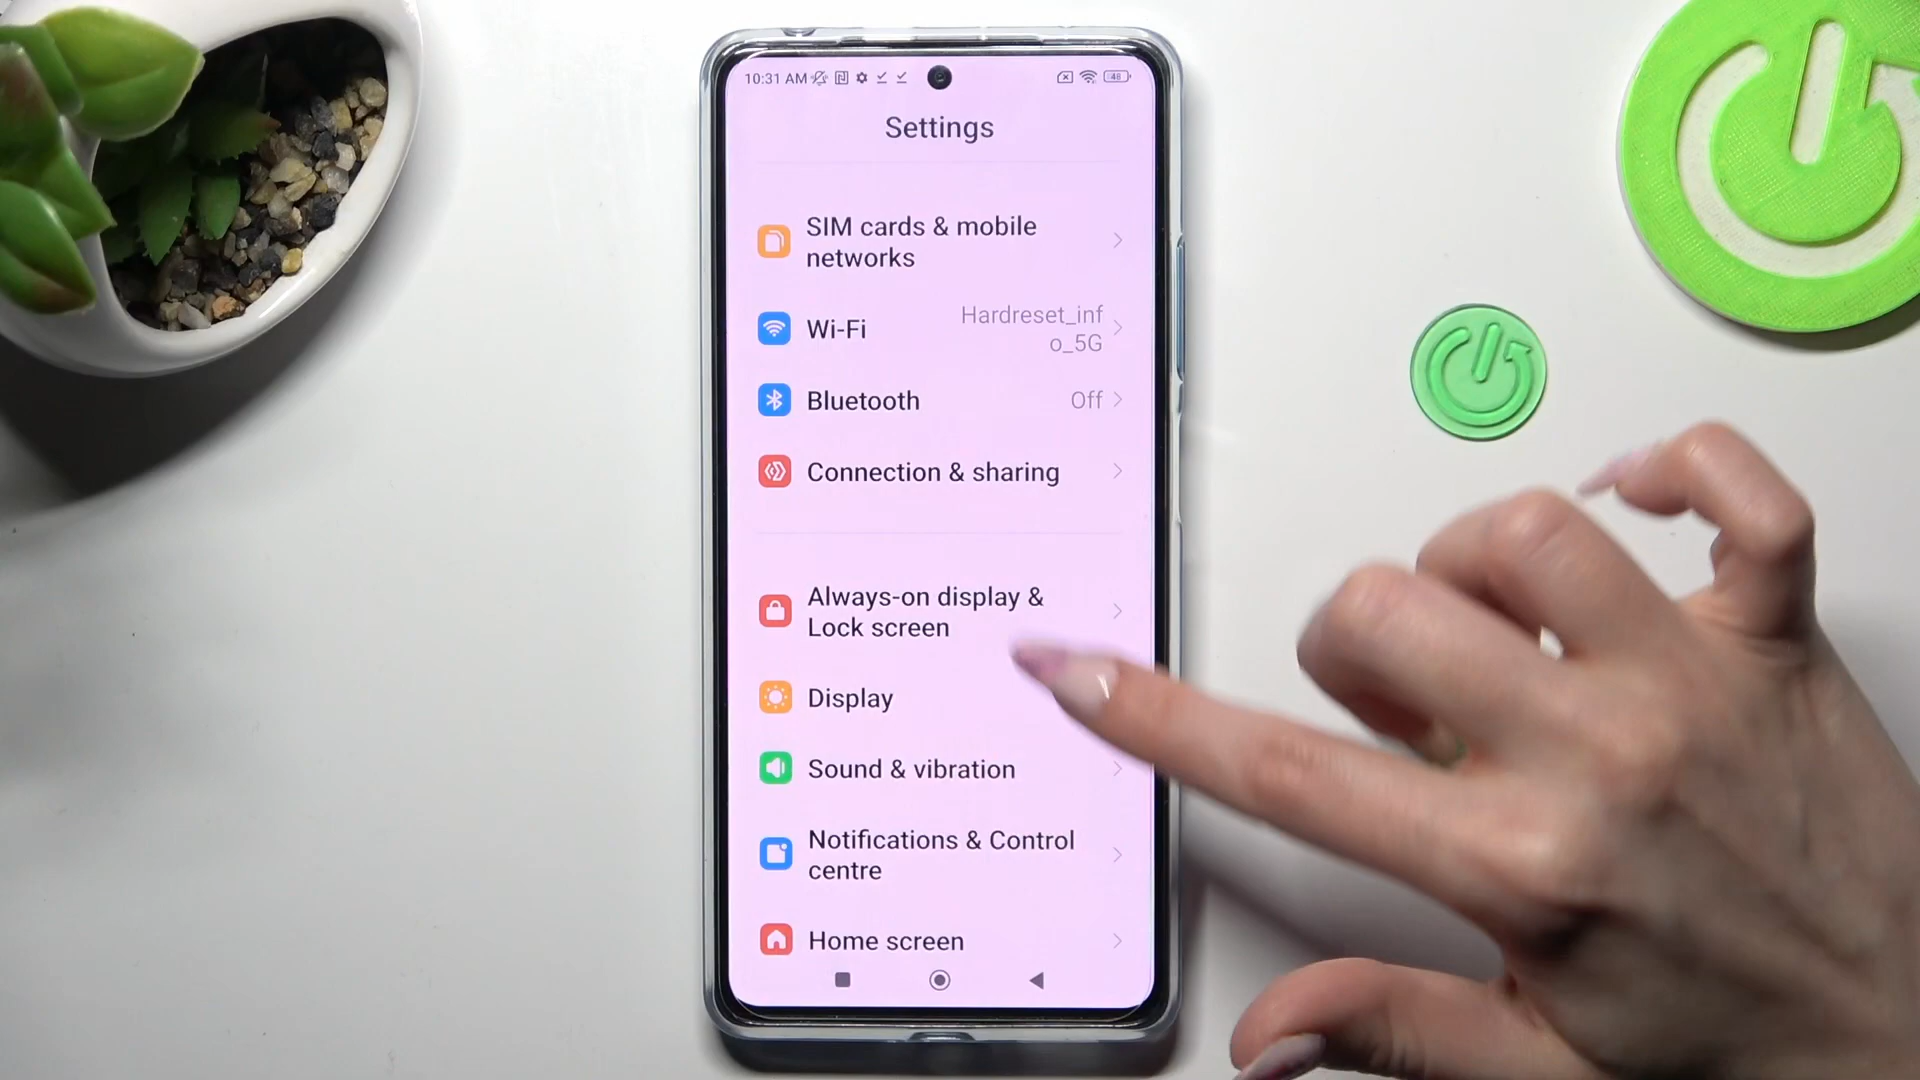 10:31 AM
48
Settings
SIM cards & mobile
networks
Wi-Fi
Hardreset_inf
o_5G
Bluetooth
Off
Connection & sharing
Always-on display &
Lock screen
Display
Sound & vibration
Notifications & Control
centre
Home screen